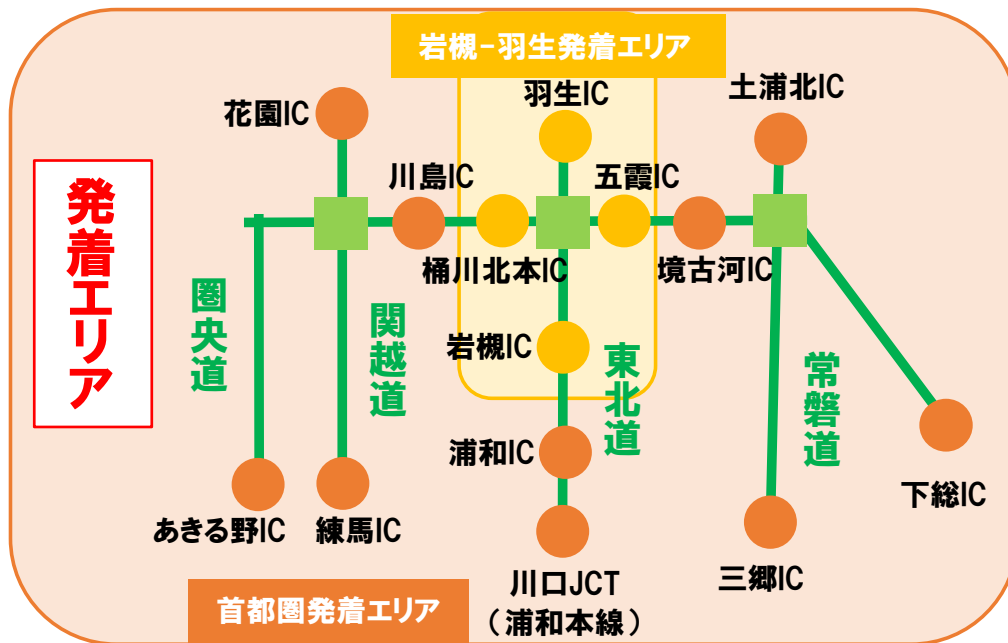 岩槻-羽生発着エリア
羽生IC
土浦北IC
花園IC
川島IC
五霞IC
桶川北本IC
境古河IC
発着エリア
圏央道
関越道
岩槻IC
東北道
常磐道
浦和IC
下総IC
あきる野IC
練馬IC
川口JCT
(浦和本線)
三郷IC
首都圏発着エリア